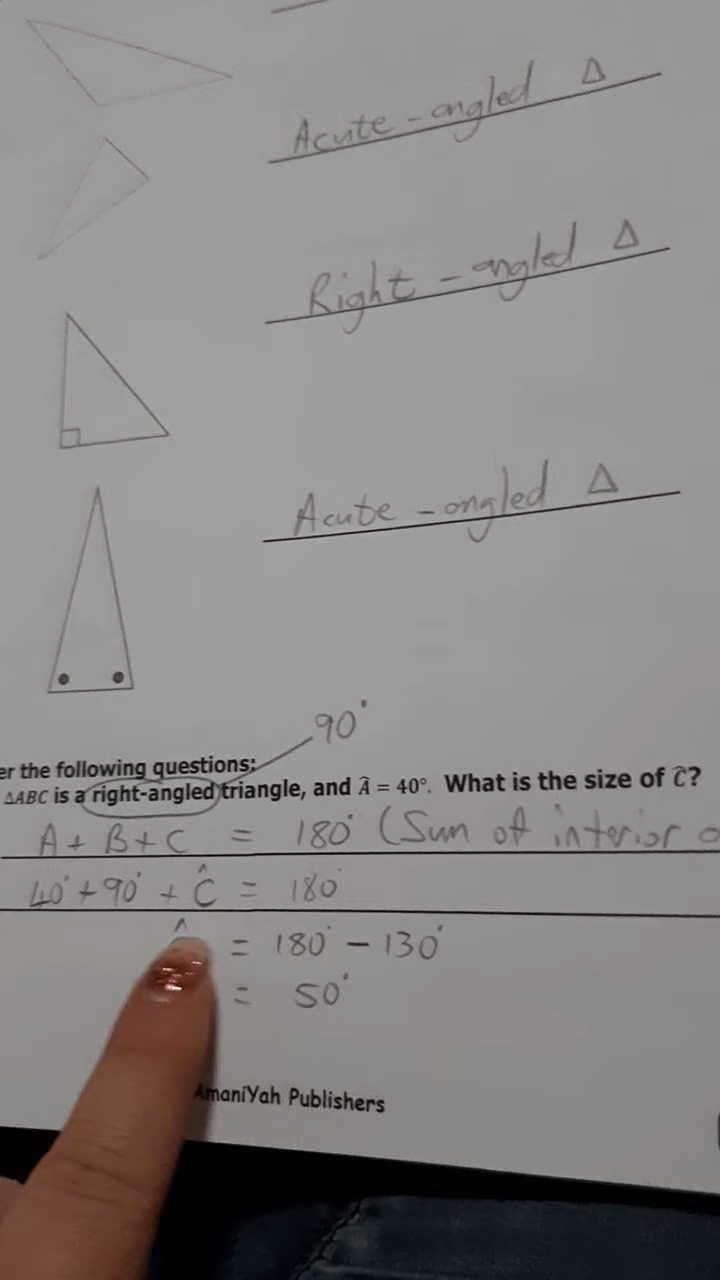 Acute - angled Δ
Right - angled Δ
Acute - angled Δ
90°
er the following questions:
ΔABC is a right-angled triangle, and Â = 40°. What is the size of Ĉ?
A + B + C = 180° (Sum of interior
40° + 90° + Ĉ = 180°
= 180° - 130°
= 50°
AmaniYah Publishers